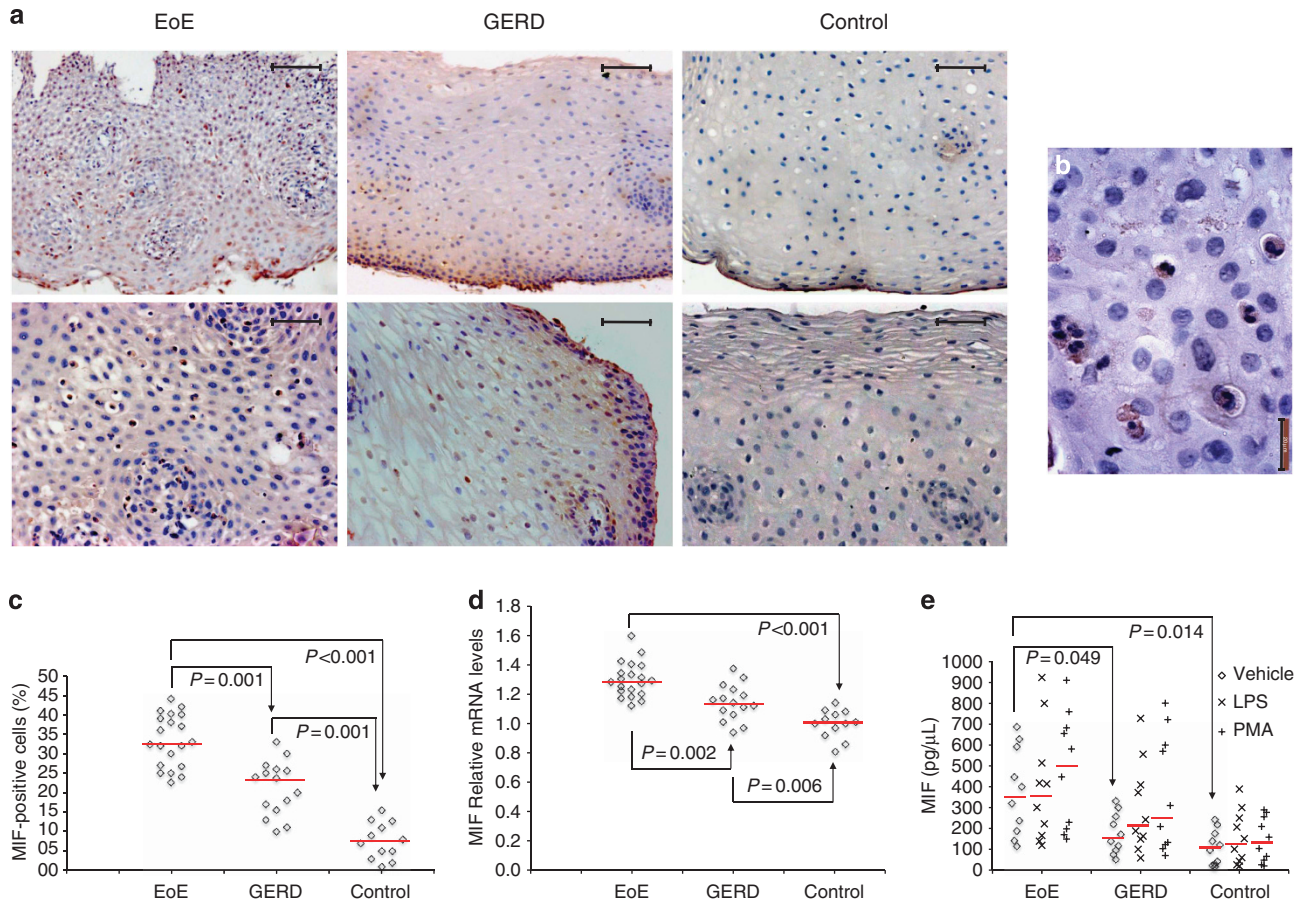 a
EoE
GERD
Control
b
20 µm
c
MIF-positive cells (%)
50
45
40
35
30
25
20
15
10
05
00
P<0.001
P=0.001
P=0.001
EoE
GERD
Control
d
MIF Relative mRNA levels
1.8
1.6
1.4
1.2
1.0
0.8
0.6
0.4
0.2
0.0
P<0.001
P=0.002
P=0.006
EoE
GERD
Control
e
MIF (pg/µL)
1000
900
800
700
600
500
400
300
200
100
0
P=0.014
P=0.049
Vehicle
LPS
PMA
EoE
GERD
Control